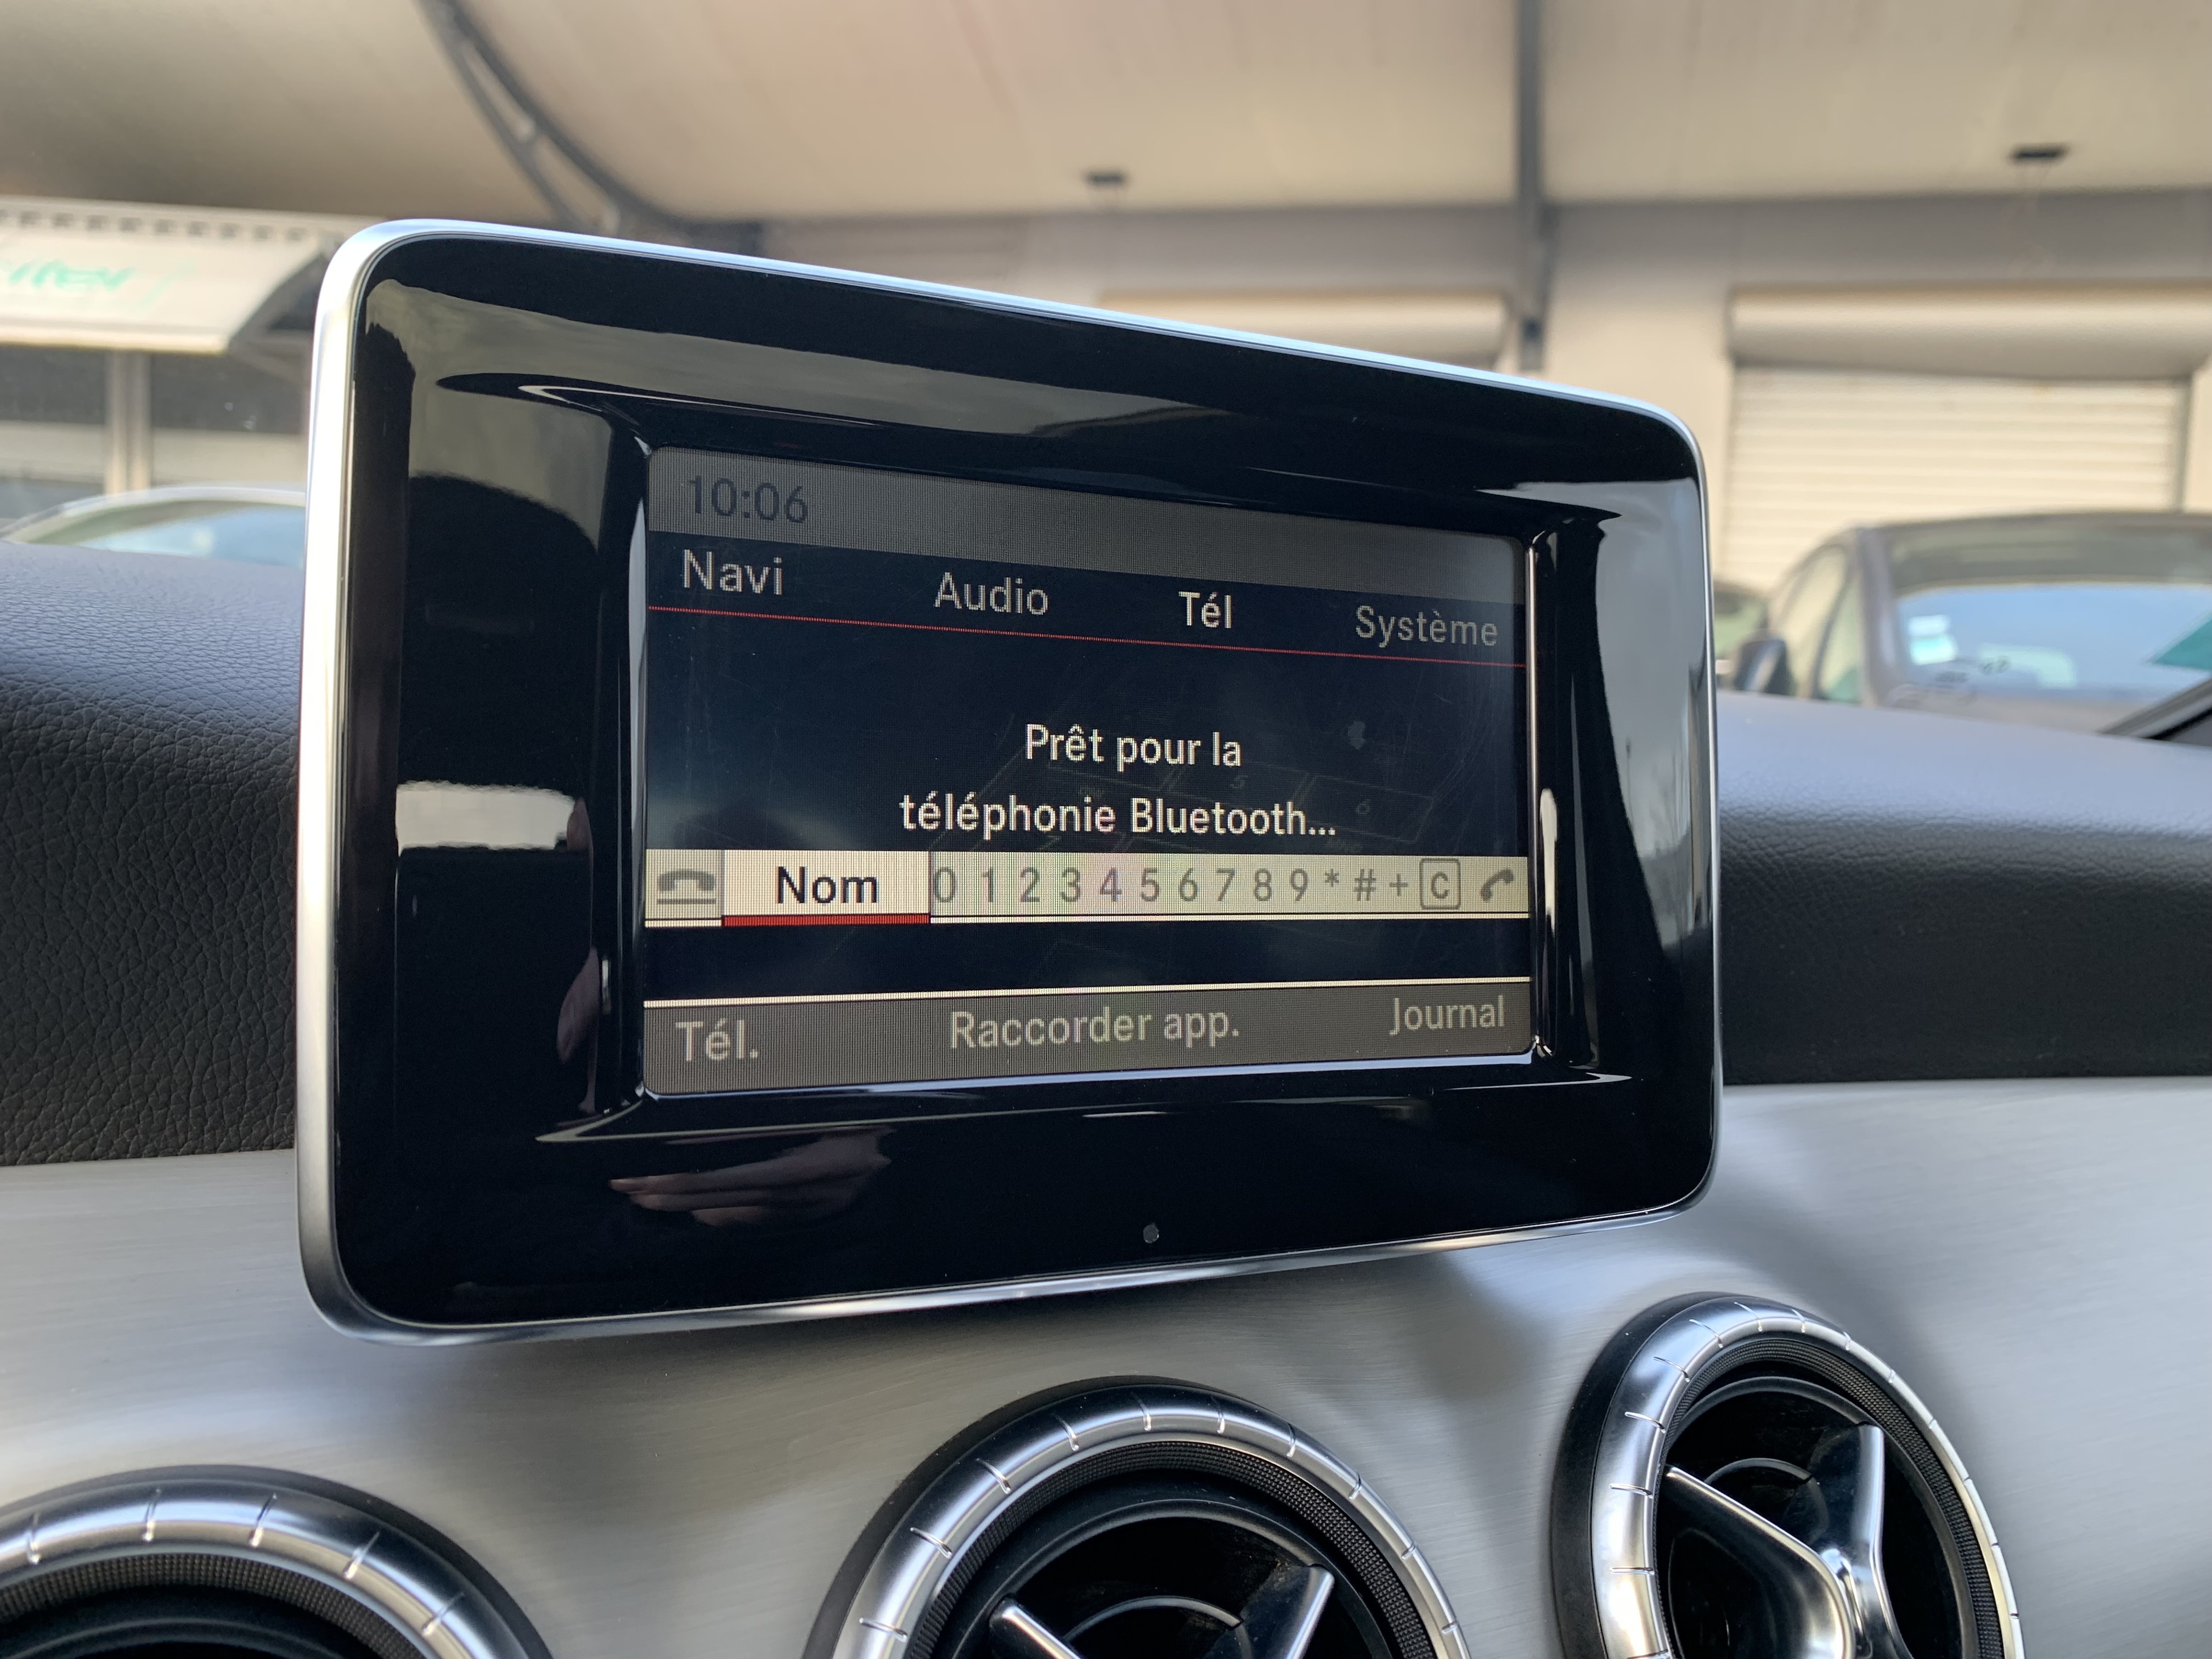 10:06
Navi Audio Tél Système
Prêt pour la
téléphonie Bluetooth...
Nom 0 1 2 3 4 5 6 7 8 9 * # + C
Tél. Raccorder app. Journal